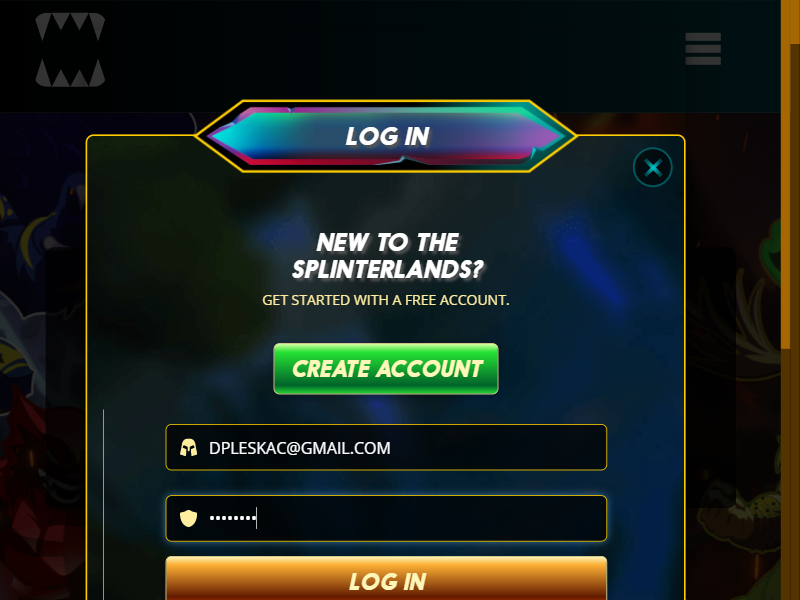 LOG IN
NEW TO THE
SPLINTERLANDS?
GET STARTED WITH A FREE ACCOUNT.
CREATE ACCOUNT
DPLESKAC@GMAIL.COM
••••••••
LOG IN